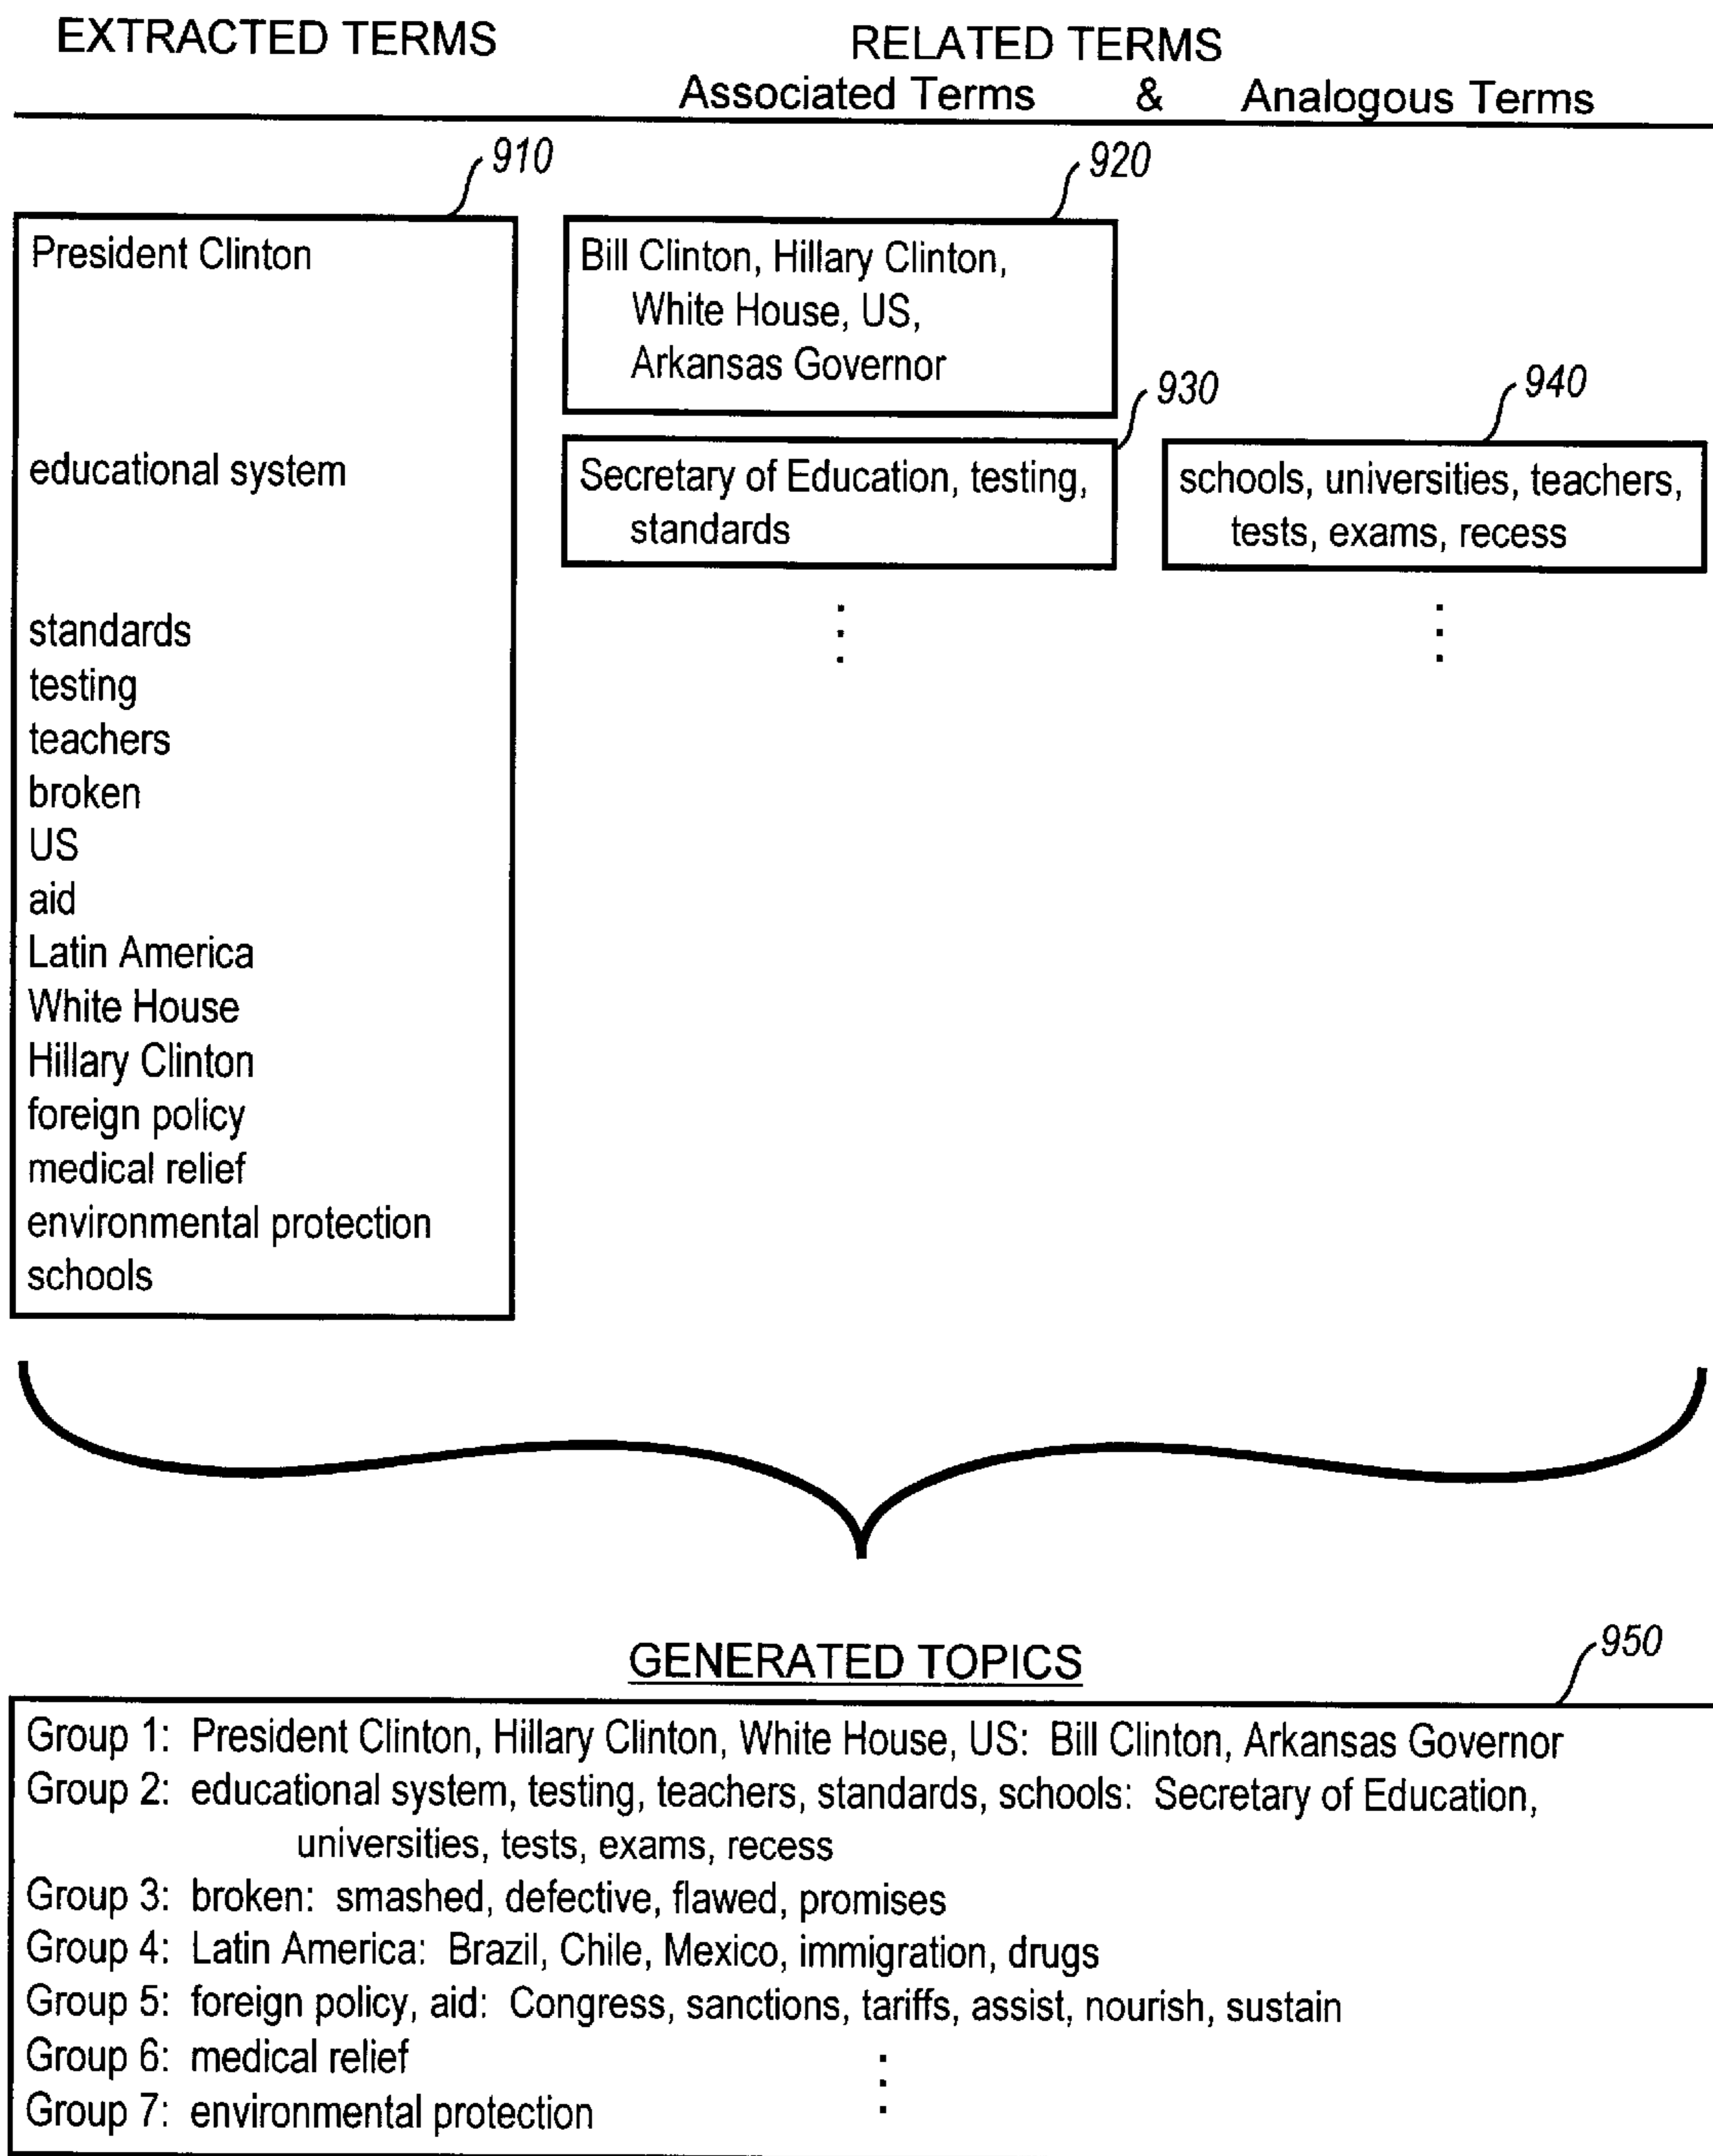 EXTRACTED TERMS
RELATED TERMS
Associated Terms & Analogous Terms
910
920
President Clinton
Bill Clinton, Hillary Clinton,
White House, US,
Arkansas Governor
930
940
educational system
Secretary of Education, testing,
standards
schools, universities, teachers,
tests, exams, recess
standards
testing
teachers
broken
US
aid
Latin America
White House
Hillary Clinton
foreign policy
medical relief
environmental protection
schools
GENERATED TOPICS
950
Group 1: President Clinton, Hillary Clinton, White House, US: Bill Clinton, Arkansas Governor
Group 2: educational system, testing, teachers, standards, schools: Secretary of Education,
universities, tests, exams, recess
Group 3: broken: smashed, defective, flawed, promises
Group 4: Latin America: Brazil, Chile, Mexico, immigration, drugs
Group 5: foreign policy, aid: Congress, sanctions, tariffs, assist, nourish, sustain
Group 6: medical relief
Group 7: environmental protection